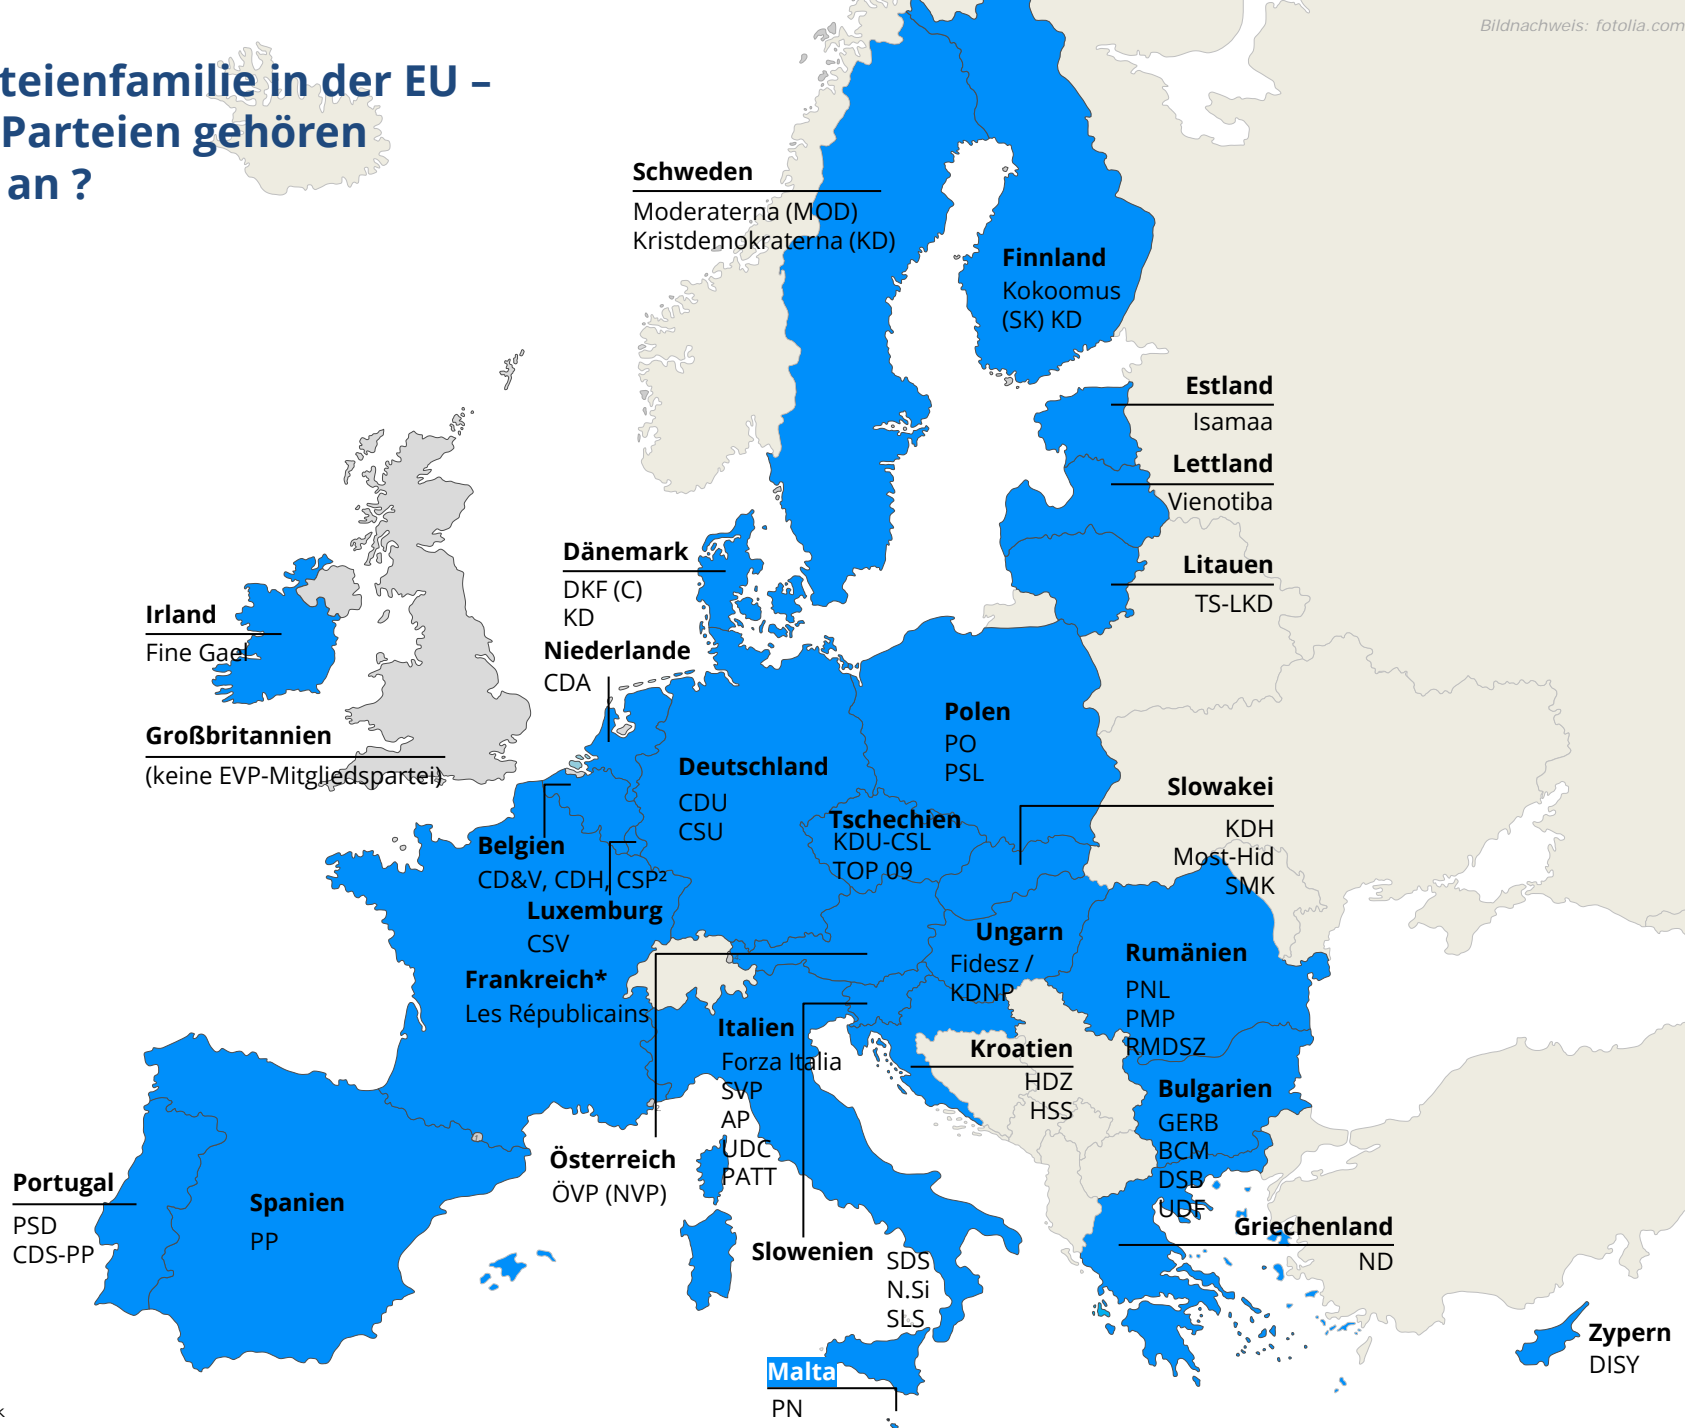 Bildnachweis: fotolia.com
teienfamilie in der EU –
Parteien gehören
an ?
Schweden
Moderaterna (MOD)
Kristdemokraterna (KD)
Finnland
Kokoomus
(SK) KD
Estland
Isamaa
Lettland
Vienotiba
Litauen
TS-LKD
Dänemark
DKF (C)
KD
Irland
Fine Gael
Niederlande
CDA
Großbritannien
(keine EVP-Mitgliedspartei)
Polen
PO
PSL
Deutschland
CDU
CSU
Slowakei
KDH
Most-Hid
SMK
Tschechien
KDU-CSL
TOP 09
Belgien
CD&V, CDH, CSP²
Luxemburg
CSV
Frankreich*
Les Républicains
Ungarn
Fidesz /
KDNP
Rumänien
PNL
PMP
RMDSZ
Italien
Forza Italia
SVP
AP
UDC
PATT
Kroatien
HDZ
HSS
Bulgarien
GERB
BCM
DSB
UDF
Österreich
ÖVP (NVP)
Portugal
PSD
CDS-PP
Spanien
PP
Slowenien
SDS
N.Si
SLS
Griechenland
ND
Zypern
DISY
Malta
PN
k